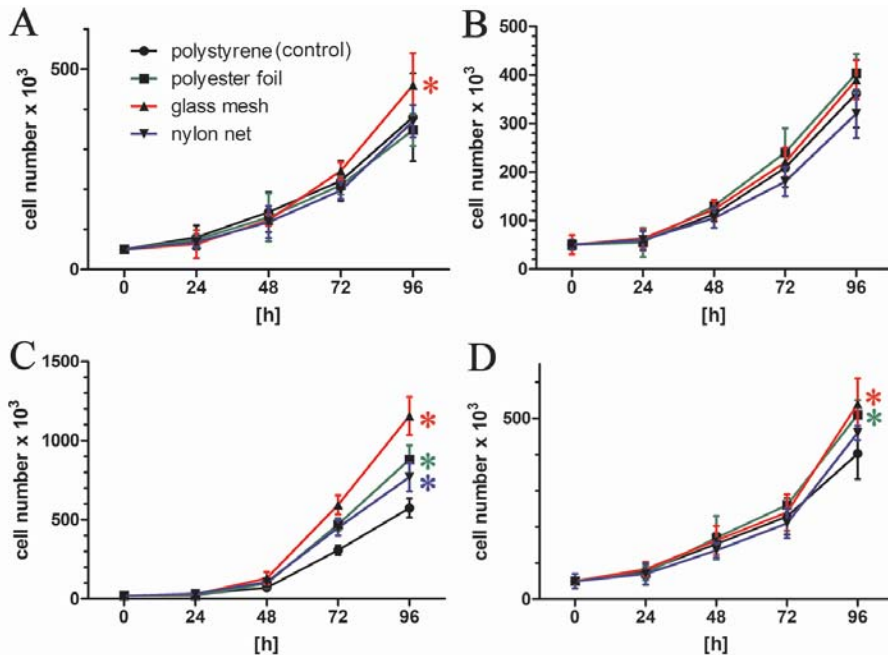 A
cell number x 10³
500
0
polystyrene (control)
polyester foil
glass mesh
nylon net
*
0 24 48 72 96
[h]
B
cell number x 10³
500
400
300
200
100
0
0 24 48 72 96
[h]
C
cell number x 10³
1500
1000
500
0
*
*
*
0 24 48 72 96
[h]
D
cell number x 10³
500
0
*
*
0 24 48 72 96
[h]